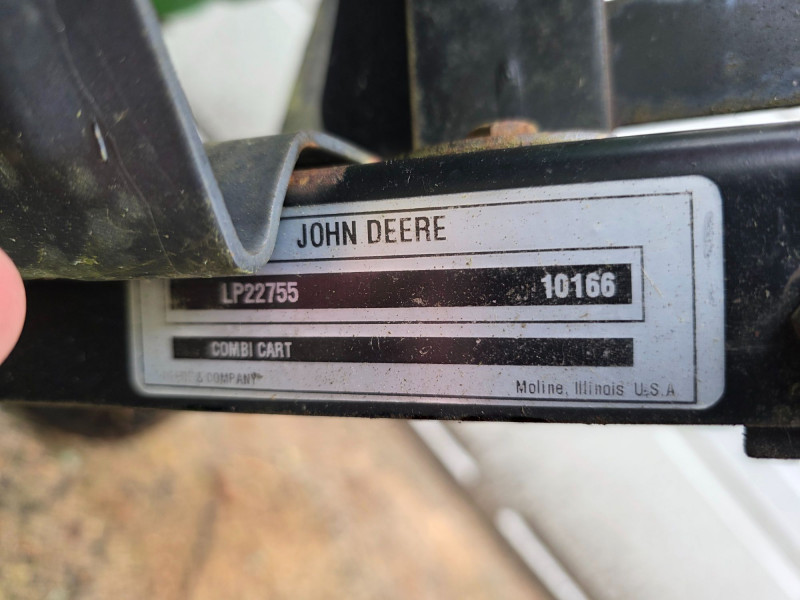 JOHN DEERE
LP22755 10166
COMBI CART
& COMPANY Moline, Illinois U.S.A